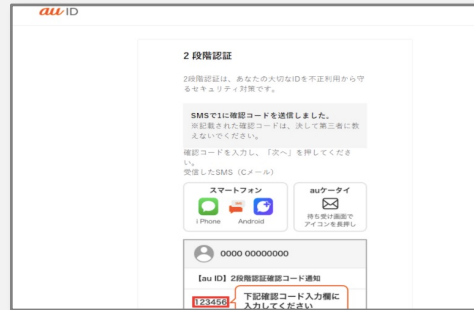 au ID
2 段階認証
2段階認証は、あなたの大切なIDを不正利用から守
るセキュリティ対策です。
SMSで1に確認コードを送信しました。
※記載された確認コードは、決して第三者に教
えないでください。
確認コードを入力し、「次へ」を押してくださ
い。
受信したSMS（Cメール）
スマートフォン
i Phone
Android
auケータイ
待ち受け画面で
アイコンを長押し
0000 00000000
【au ID】2段階認証確認コード通知
123456
下記確認コード入力欄に
入力してください